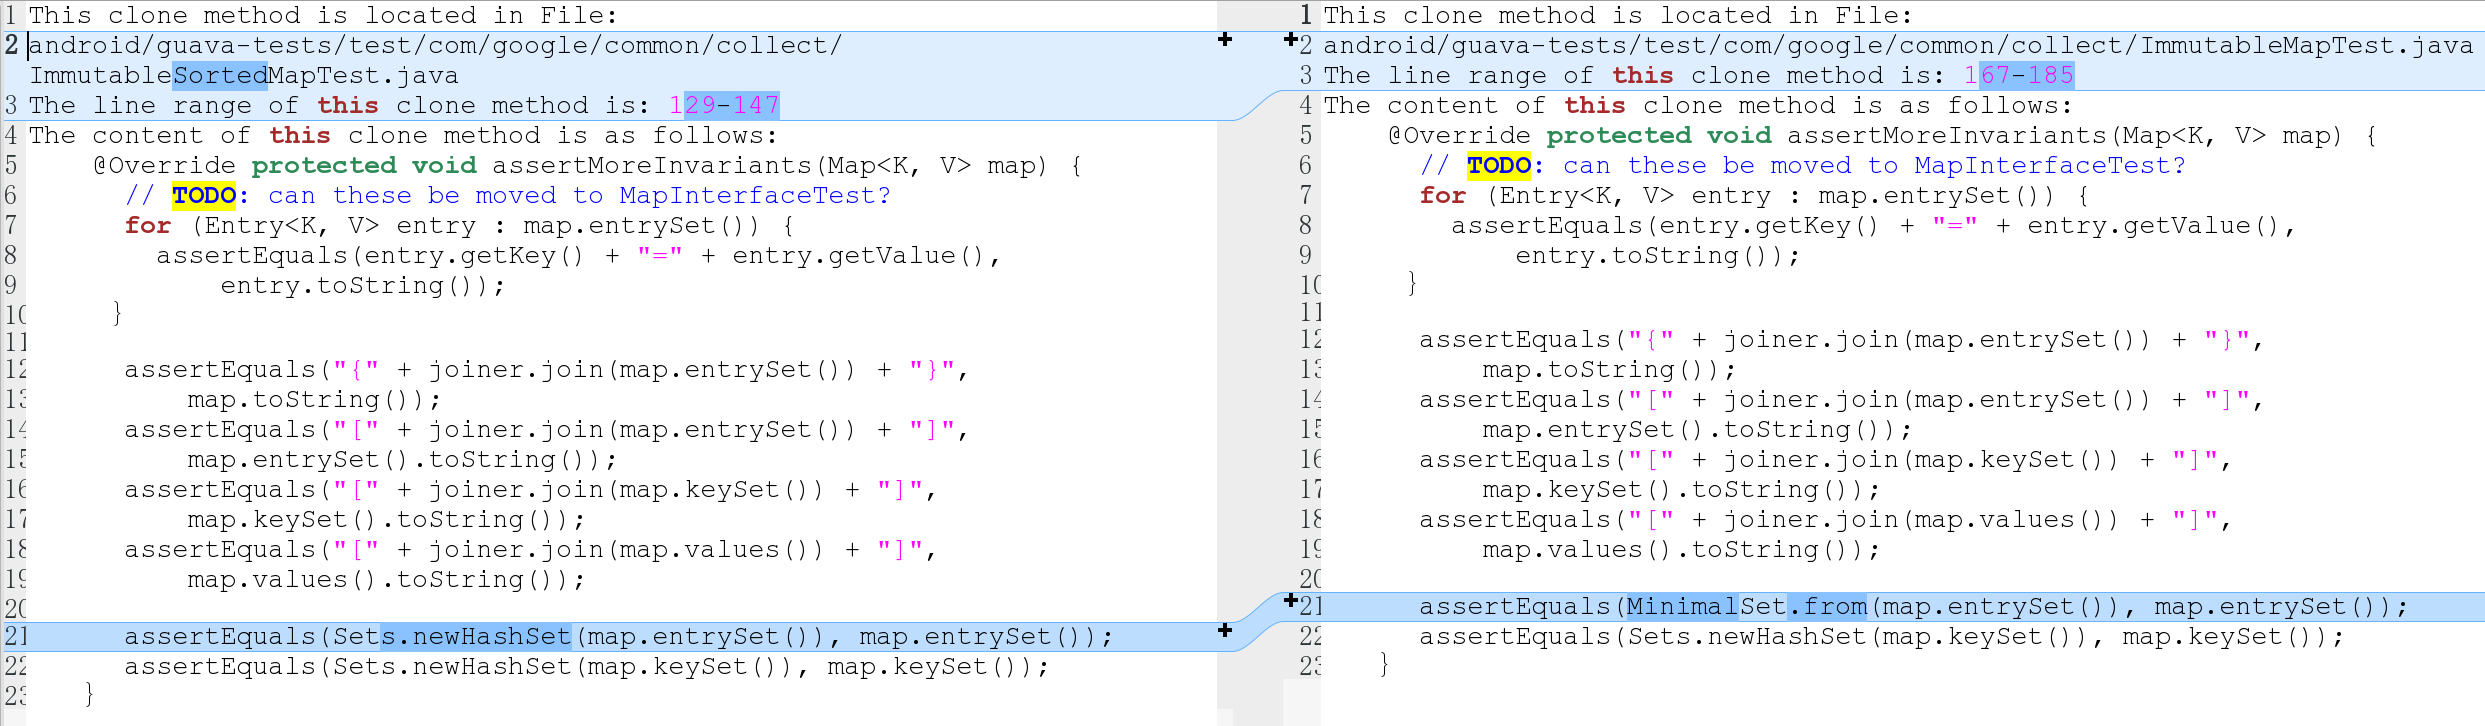 1 This clone method is located in File:
2 android/guava-tests/test/com/google/common/collect/
ImmutableSortedMapTest.java
3 The line range of this clone method is: 129-147
4 The content of this clone method is as follows:
5 @Override protected void assertMoreInvariants(Map<K, V> map) {
6 // TODO: can these be moved to MapInterfaceTest?
7 for (Entry<K, V> entry : map.entrySet()) {
8 assertEquals(entry.getKey() + "=" + entry.getValue(),
9 entry.toString());
10 }
11
12 assertEquals("{" + joiner.join(map.entrySet()) + "}",
13 map.toString());
14 assertEquals("[" + joiner.join(map.entrySet()) + "]",
15 map.entrySet().toString());
16 assertEquals("[" + joiner.join(map.keySet()) + "]",
17 map.keySet().toString());
18 assertEquals("[" + joiner.join(map.values()) + "]",
19 map.values().toString());
20
21 assertEquals(Sets.newHashSet(map.entrySet()), map.entrySet());
22 assertEquals(Sets.newHashSet(map.keySet()), map.keySet());
23 }
1 This clone method is located in File:
2 android/guava-tests/test/com/google/common/collect/ImmutableMapTest.java
3 The line range of this clone method is: 167-185
4 The content of this clone method is as follows:
5 @Override protected void assertMoreInvariants(Map<K, V> map) {
6 // TODO: can these be moved to MapInterfaceTest?
7 for (Entry<K, V> entry : map.entrySet()) {
8 assertEquals(entry.getKey() + "=" + entry.getValue(),
9 entry.toString());
10 }
11
12 assertEquals("{" + joiner.join(map.entrySet()) + "}",
13 map.toString());
14 assertEquals("[" + joiner.join(map.entrySet()) + "]",
15 map.entrySet().toString());
16 assertEquals("[" + joiner.join(map.keySet()) + "]",
17 map.keySet().toString());
18 assertEquals("[" + joiner.join(map.values()) + "]",
19 map.values().toString());
20
21 assertEquals(MinimalSet.from(map.entrySet()), map.entrySet());
22 assertEquals(Sets.newHashSet(map.keySet()), map.keySet());
23 }